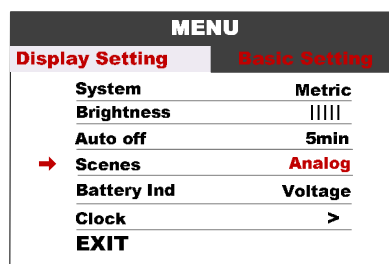 MENU
Display Setting Basic Setting
System Metric
Brightness |||||
Auto off 5min
➔ Scenes Analog
Battery Ind Voltage
Clock >
EXIT